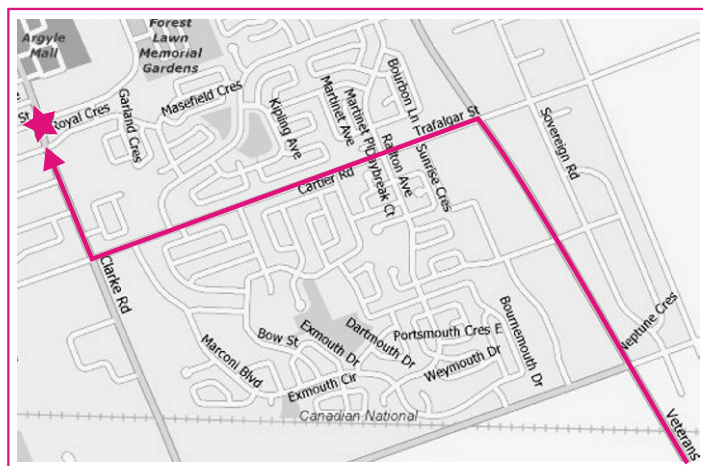 Argyle
Mall
Forest
Lawn
Memorial
Gardens
St
Royal Cres
Garland Cres
Masefield Cres
Kipling Ave
Martinet Ave
Martinet Pl
Bourbon Ln
Trafalgar St
Sovereign Rd
Cartier Rd
Daybreak Ct
Ralton Ave
Sunrise Cres
Clarke Rd
Marconi Blvd
Bow St
Exmouth Dr
Dartmouth Dr
Portsmouth Cres E
Weymouth Dr
Bournemouth Dr
Exmouth Cir
Neptune Cres
Canadian National
Veterans